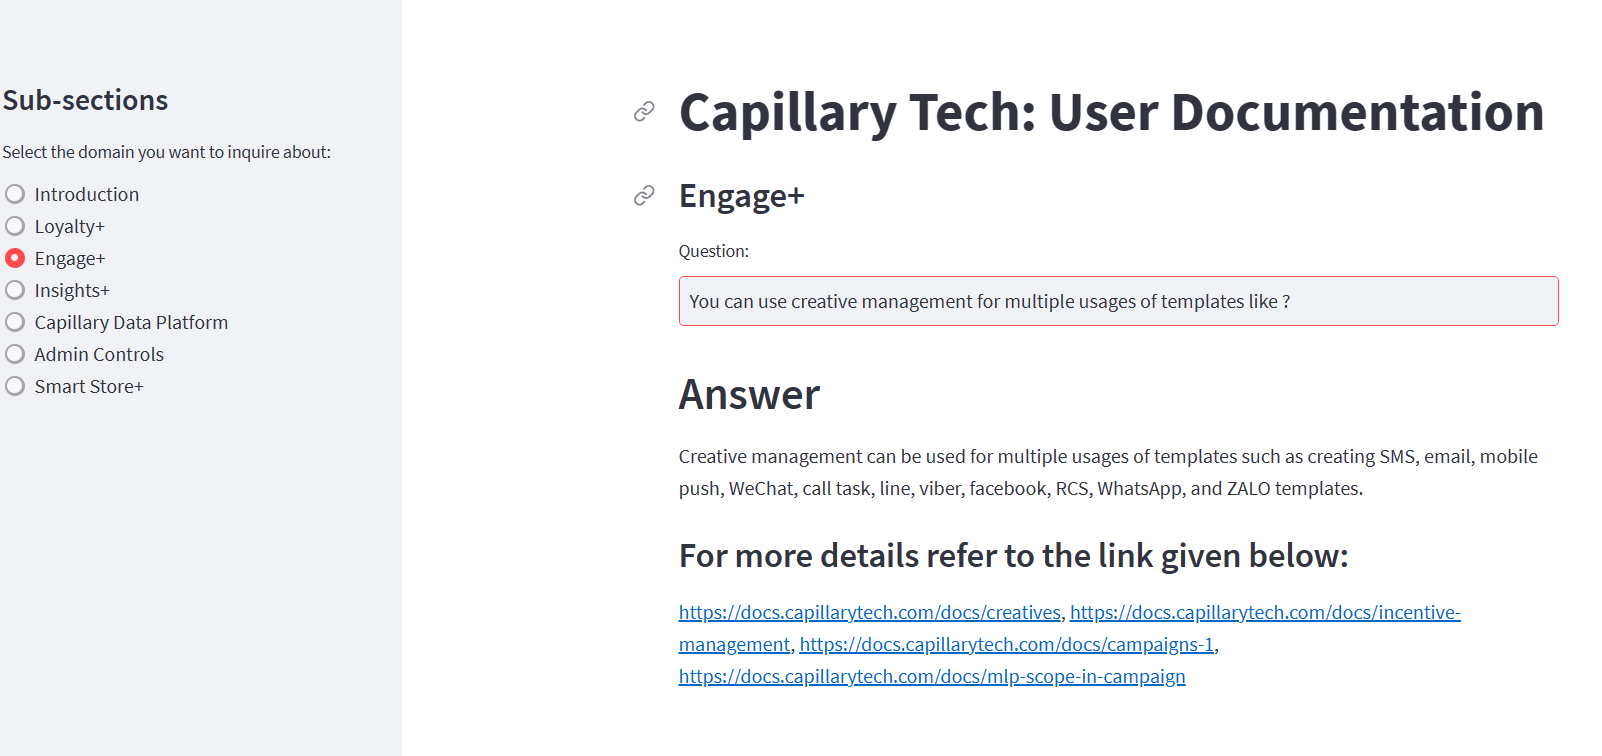 Sub-sections
Select the domain you want to inquire about:
Introduction
Loyalty+
Engage+
Insights+
Capillary Data Platform
Admin Controls
Smart Store+
Capillary Tech: User Documentation
Engage+
Question:
You can use creative management for multiple usages of templates like ?
Answer
Creative management can be used for multiple usages of templates such as creating SMS, email, mobile
push, WeChat, call task, line, viber, facebook, RCS, WhatsApp, and ZALO templates.
For more details refer to the link given below:
https://docs.capillarytech.com/docs/creatives, https://docs.capillarytech.com/docs/incentive-
management, https://docs.capillarytech.com/docs/campaigns-1,
https://docs.capillarytech.com/docs/mlp-scope-in-campaign